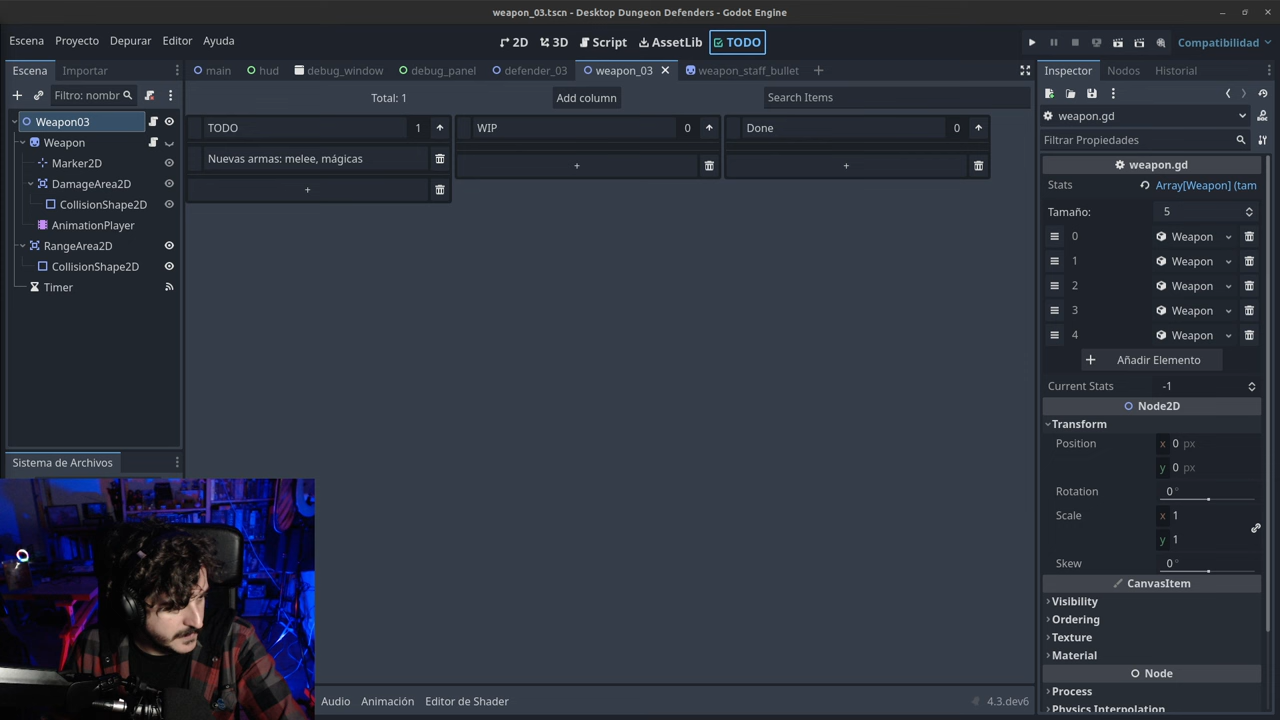 weapon_03.tscn - Desktop Dungeon Defenders - Godot Engine
Escena Proyecto Depurar Editor Ayuda
2D 3D Script AssetLib TODO
Compatibilidad
Escena Importar
main hud debug_window debug_panel defender_03 weapon_03 weapon_staff_bullet
Inspector Nodos Historial
Filtro: nombr
Total: 1 Add column Search Items
Weapon03
Weapon
Marker2D
DamageArea2D
CollisionShape2D
AnimationPlayer
RangeArea2D
CollisionShape2D
Timer
Sistema de Archivos
TODO 1
Nuevas armas: melee, mágicas
+
WIP 0
+
Done 0
+
weapon.gd
Filtrar Propiedades
weapon.gd
Stats Array[Weapon] (tam
Tamaño: 5
0 Weapon
1 Weapon
2 Weapon
3 Weapon
4 Weapon
Añadir Elemento
Current Stats -1
Node2D
Transform
Position x 0 px
y 0 px
Rotation 0 °
Scale x 1
y 1
Skew 0 °
CanvasItem
Visibility
Ordering
Texture
Material
Node
Process
Physics Interpolation
Audio Animación Editor de Shader
4.3.dev6